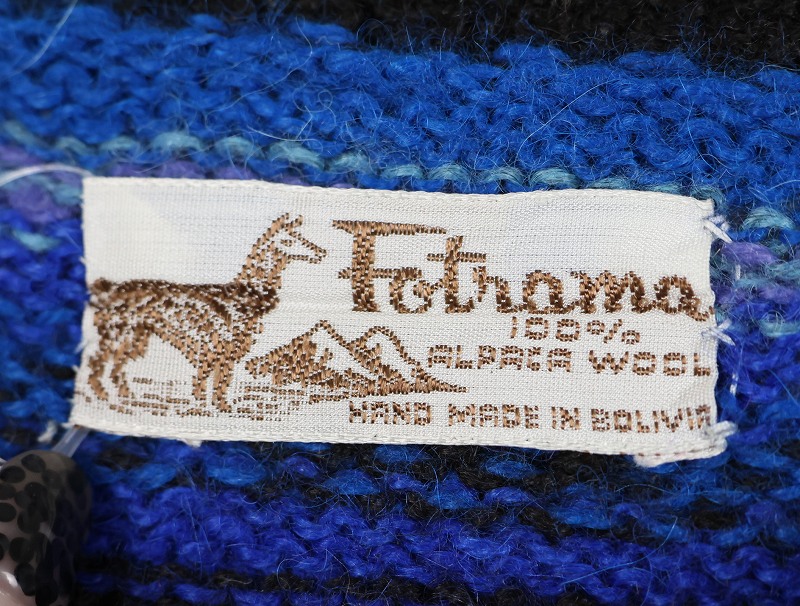 Fotrama
100%
ALPACA WOOL
HAND MADE IN BOLIVIA